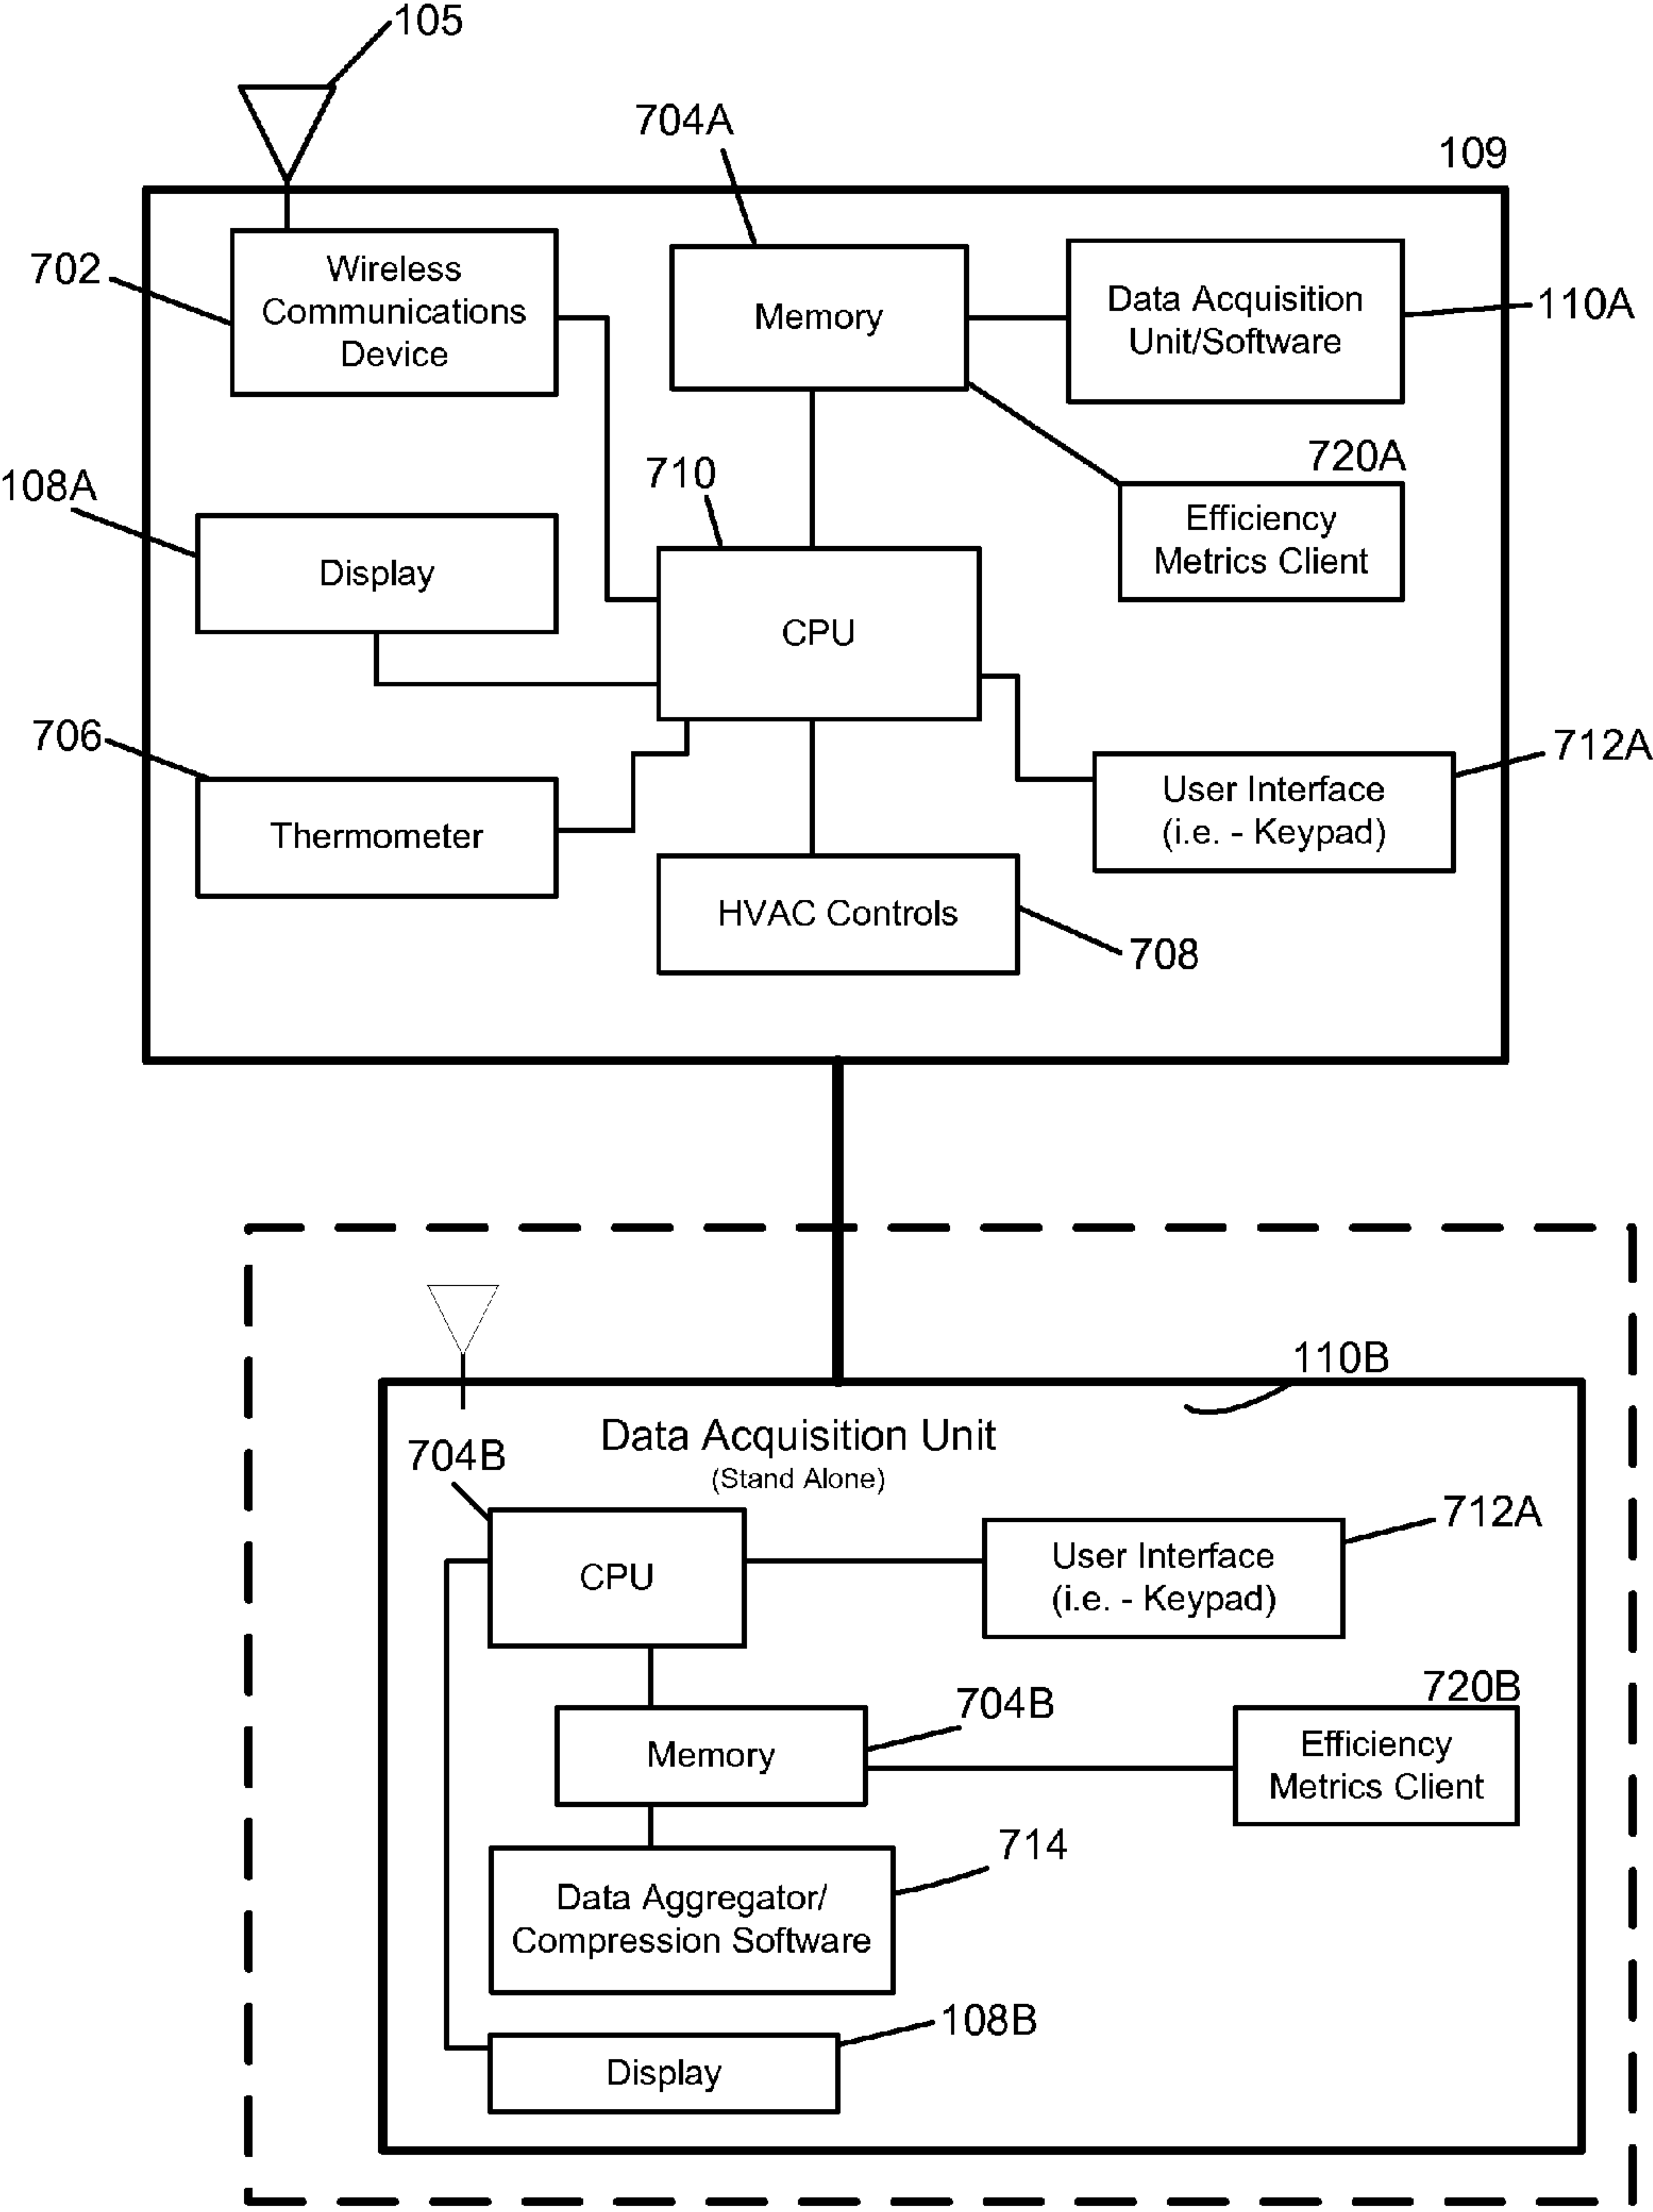 105
704A
109
702
Wireless
Communications
Device
Memory
Data Acquisition
Unit/Software
110A
108A
710
720A
Efficiency
Metrics Client
Display
CPU
706
712A
Thermometer
User Interface
(i.e. - Keypad)
HVAC Controls
708
110B
Data Acquisition Unit
(Stand Alone)
704B
712A
CPU
User Interface
(i.e. - Keypad)
704B
720B
Memory
Efficiency
Metrics Client
714
Data Aggregator/
Compression Software
108B
Display